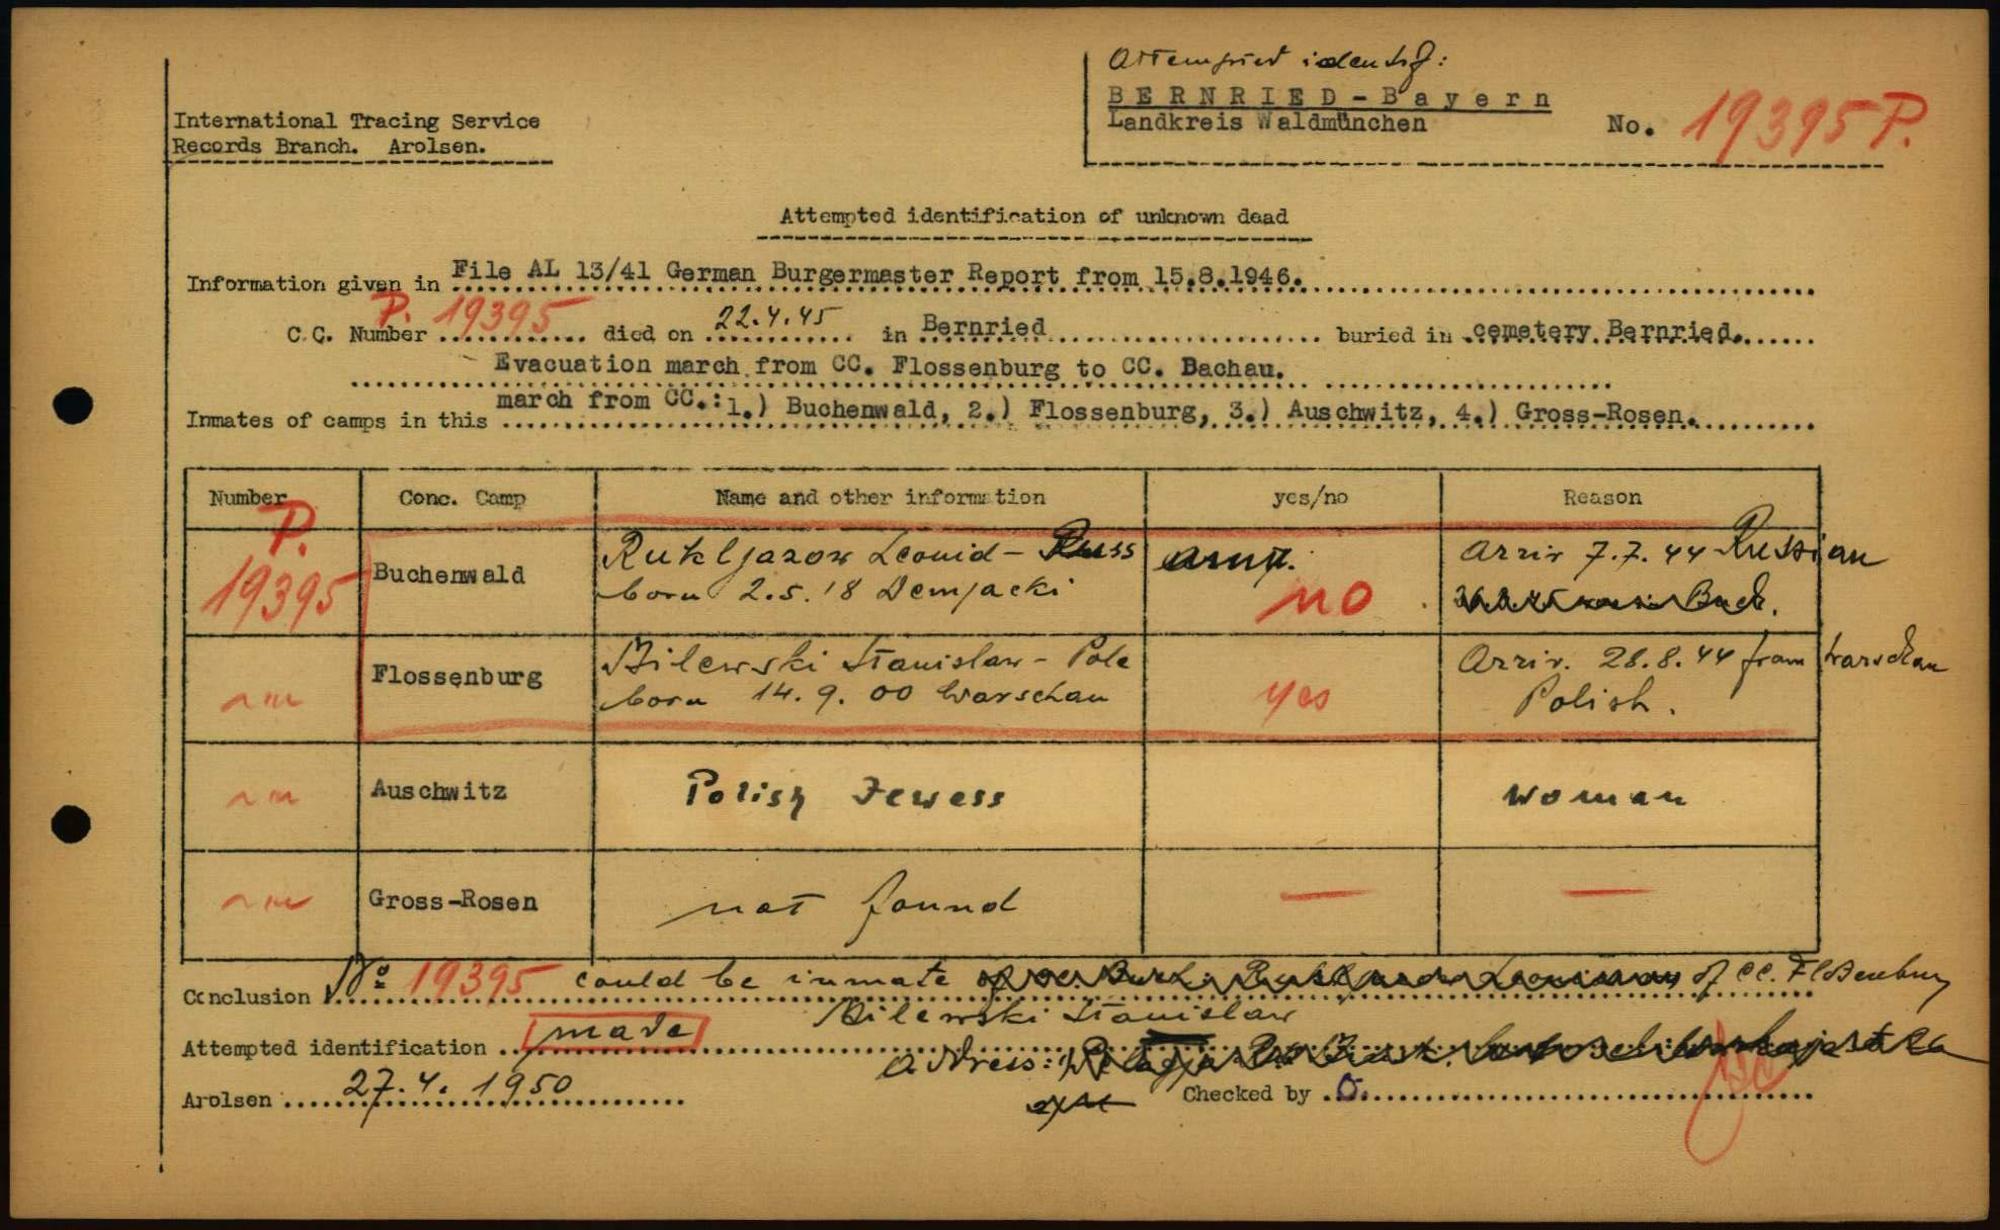 Attempted identif:
BERNRIED-Bayern
Landkreis Waldmünchen
No. 19395 P.
International Tracing Service
Records Branch. Arolsen.
Attempted identification of unknown dead
Information given in File AL 13/41 German Burgermaster Report from 15.8.1946.
C.C. Number P. 19395 died on 22.4.45 in Bernried buried in cemetery Bernried.
Evacuation march from CC. Flossenburg to CC. Bachau.
Inmates of camps in this march from CC.: 1.) Buchenwald, 2.) Flossenburg, 3.) Auschwitz, 4.) Gross-Rosen.
Number Conc. Camp Name and other information yes/no Reason
P. 19395 Buchenwald Rukljazow Leonid - Russ no Arriv 7.7.44 Russian
born 2.5.18 Demjacki Buch.
Flossenburg Bilewski Stanislaw - Pole yes Arriv. 28.8.44 from Warschau
born 14.9.00 Warschau Polish.
Auschwitz Polish Jewess Woman
Gross-Rosen not found — —
Conclusion No 19395 could be inmate of CC. Flossenburg
Bilewski Stanislaw
Attempted identification made
Adress:
Arolsen 27.4.1950 Checked by